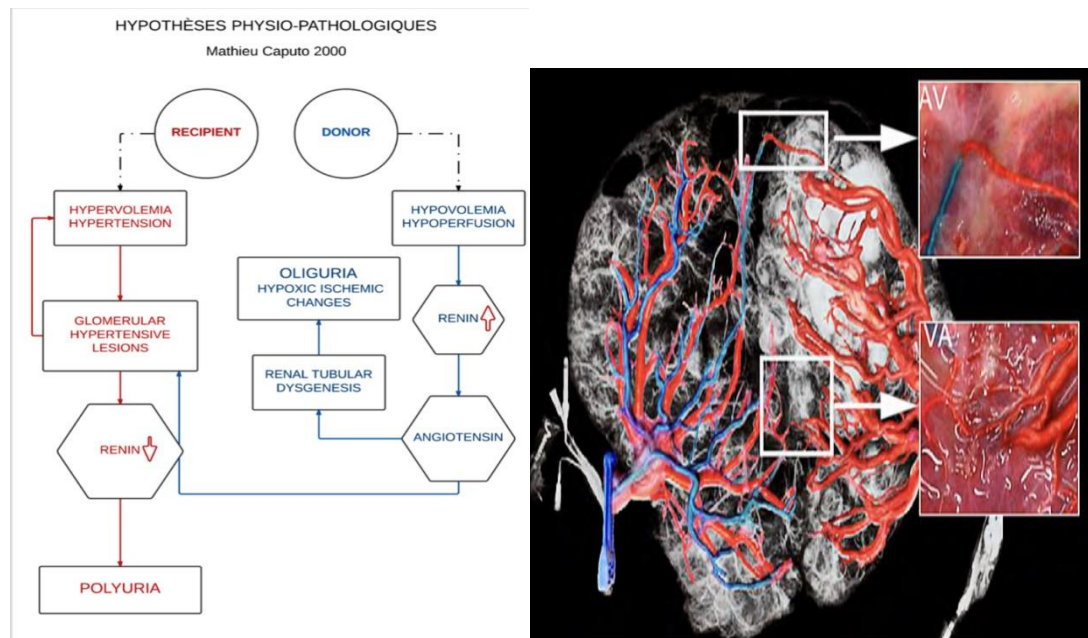 HYPOTHÈSES PHYSIO-PATHOLOGIQUES
Mathieu Caputo 2000
RECIPIENT
DONOR
HYPERVOLEMIA
HYPERTENSION
HYPOVOLEMIA
HYPOPERFUSION
OLIGURIA
HYPOXIC ISCHEMIC
CHANGES
RENIN
GLOMERULAR
HYPERTENSIVE
LESIONS
RENAL TUBULAR
DYSGENESIS
ANGIOTENSIN
RENIN
POLYURIA
AV
VA